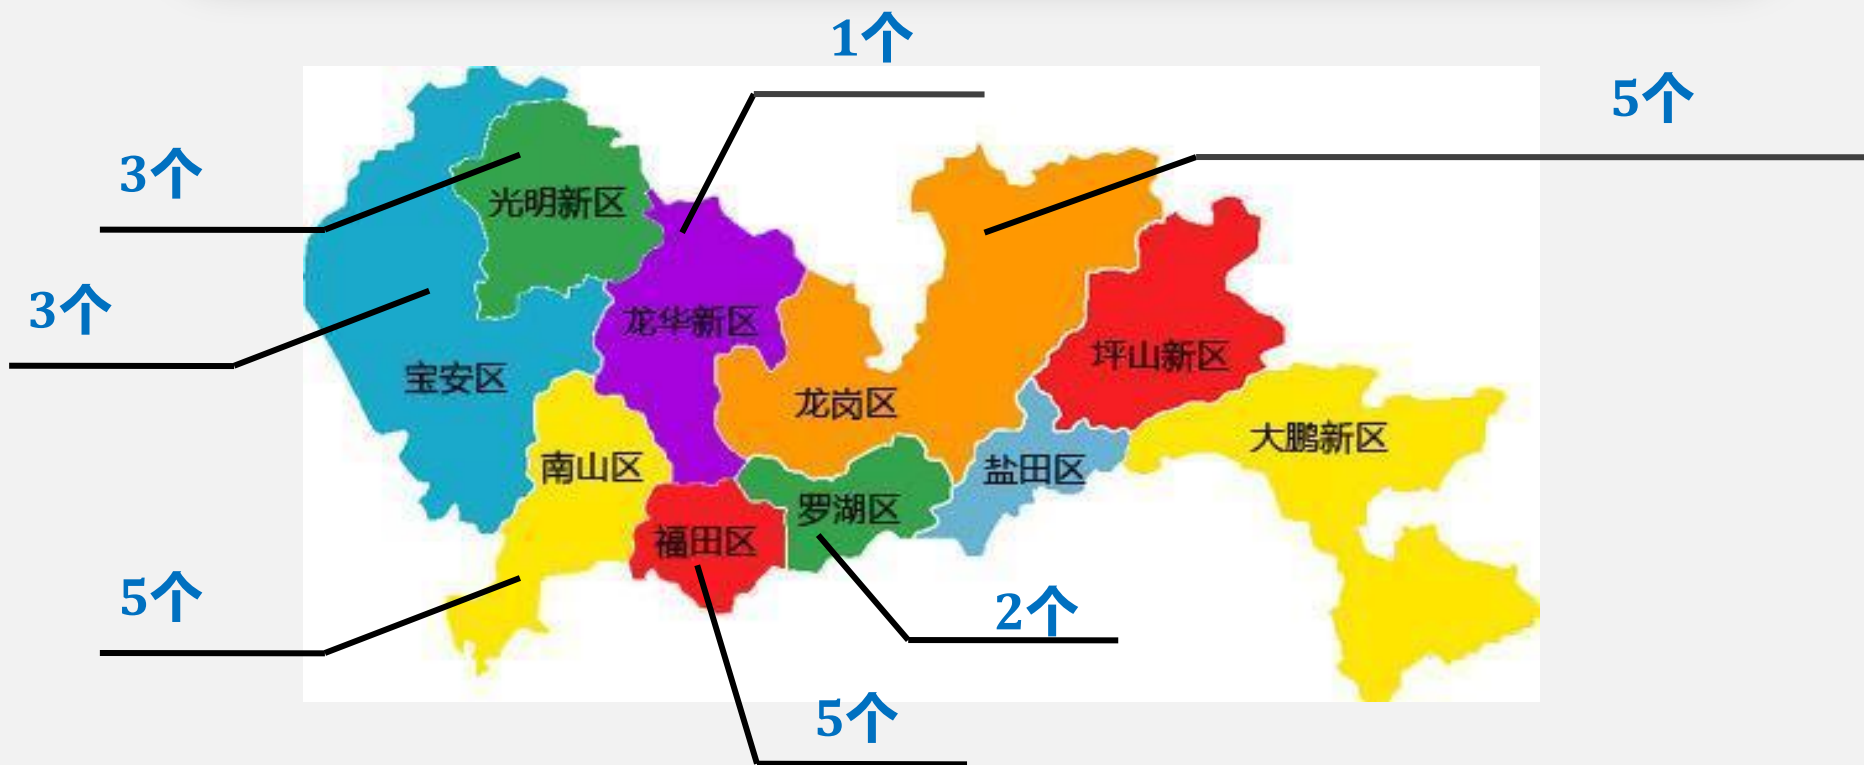 1个
5个
3个
光明新区
3个
龙华新区
坪山新区
宝安区
龙岗区
大鹏新区
南山区
盐田区
罗湖区
福田区
5个
2个
5个